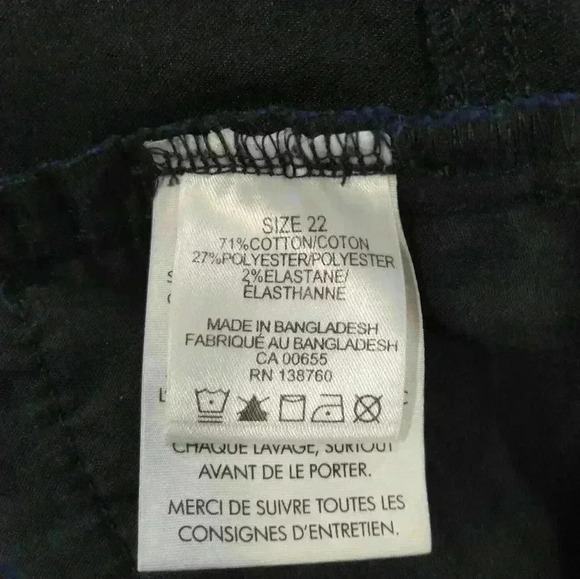 SIZE 22
71%COTTON/COTON
27%POLYESTER/POLYESTER
2%ELASTANE/
ÉLASTHANNE
MADE IN BANGLADESH
FABRIQUÉ AU BANGLADESH
CA 00655
RN 138760
CHAQUE LAVAGE, SURTOUT
AVANT DE LE PORTER.
MERCI DE SUIVRE TOUTES LES
CONSIGNES D'ENTRETIEN.